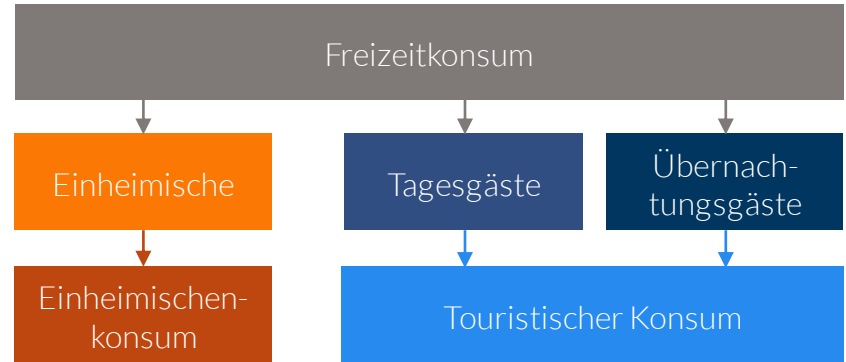 Freizeitkonsum
Einheimische
Tagesgäste
Übernach-
tungsgäste
Einheimischen-
konsum
Touristischer Konsum